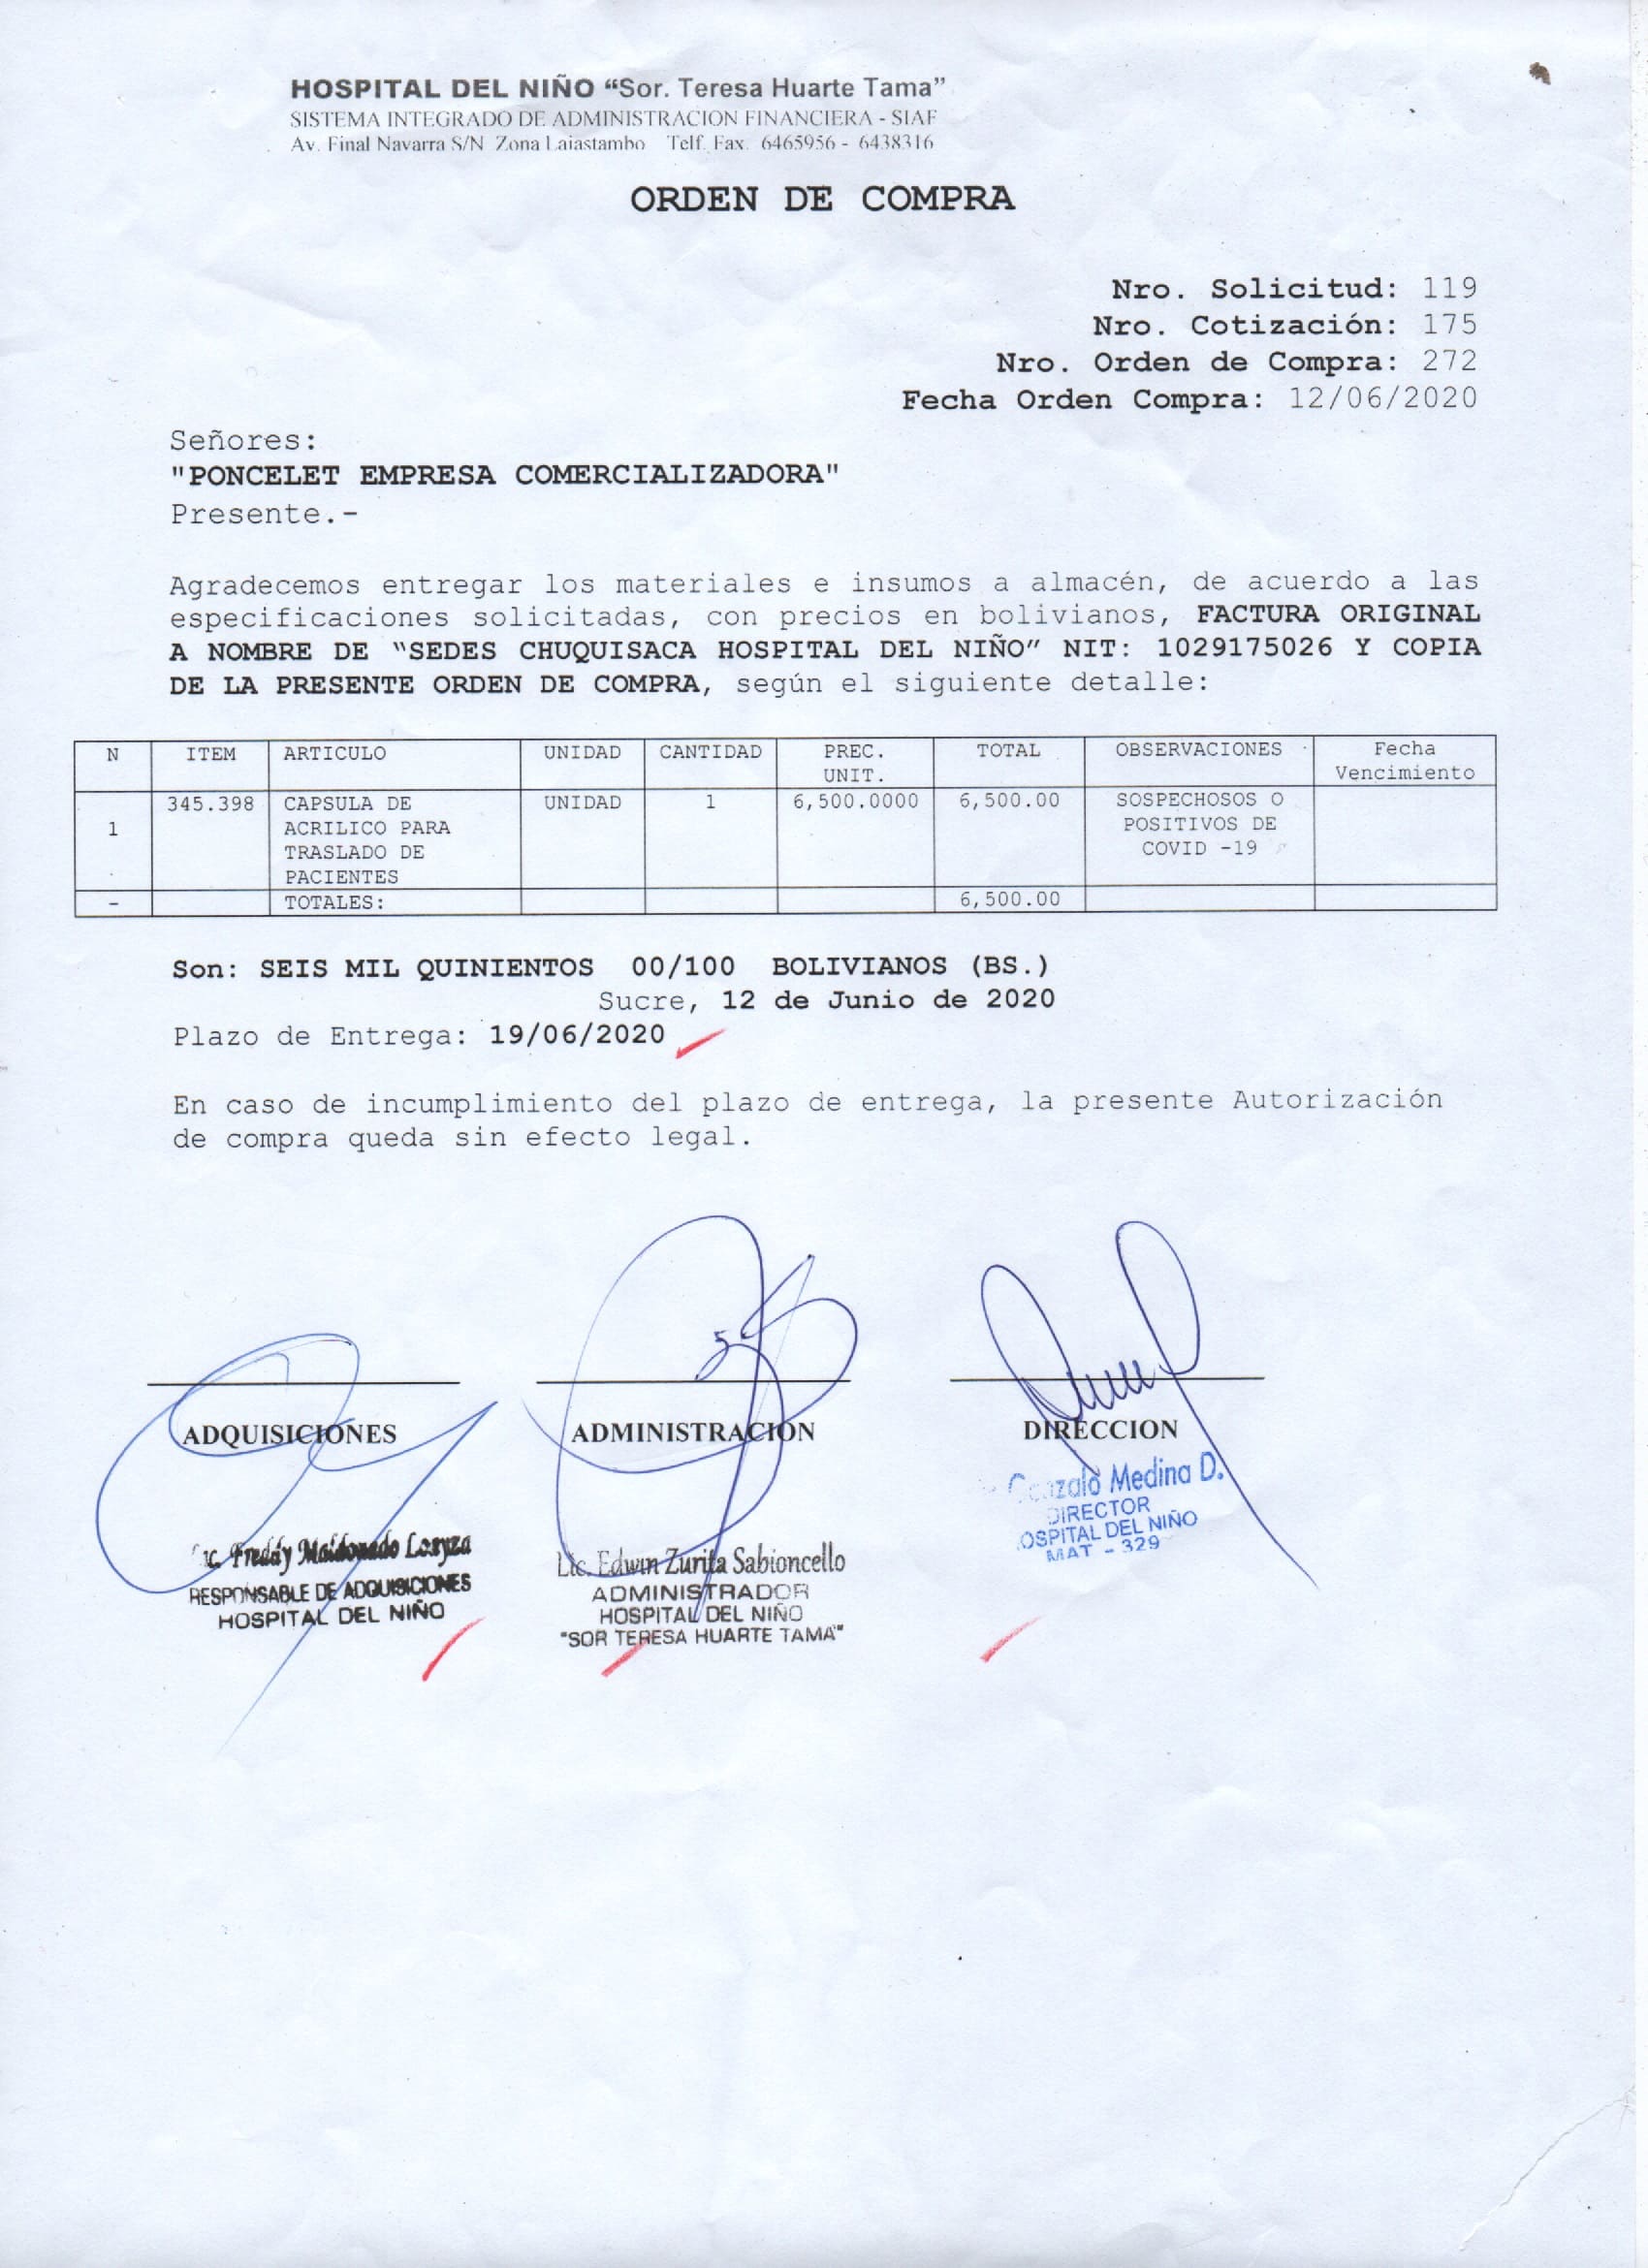 HOSPITAL DEL NIÑO “Sor. Teresa Huarte Tama”
SISTEMA INTEGRADO DE ADMINISTRACION FINANCIERA - SIAF
Av. Final Navarra S/N Zona Lajastambo Telf. Fax. 6465956 - 6438316
ORDEN DE COMPRA
Nro. Solicitud: 119
Nro. Cotización: 175
Nro. Orden de Compra: 272
Fecha Orden Compra: 12/06/2020
Señores:
"PONCELET EMPRESA COMERCIALIZADORA"
Presente.-
Agradecemos entregar los materiales e insumos a almacén, de acuerdo a las
especificaciones solicitadas, con precios en bolivianos, FACTURA ORIGINAL
A NOMBRE DE “SEDES CHUQUISACA HOSPITAL DEL NIÑO” NIT: 1029175026 Y COPIA
DE LA PRESENTE ORDEN DE COMPRA, según el siguiente detalle:
N ITEM ARTICULO UNIDAD CANTIDAD PREC. UNIT. TOTAL OBSERVACIONES Fecha Vencimiento
1 345.398 CAPSULA DE ACRILICO PARA TRASLADO DE PACIENTES UNIDAD 1 6,500.0000 6,500.00 SOSPECHOSOS O POSITIVOS DE COVID -19
- TOTALES: 6,500.00
Son: SEIS MIL QUINIENTOS 00/100 BOLIVIANOS (BS.)
Sucre, 12 de Junio de 2020
Plazo de Entrega: 19/06/2020
En caso de incumplimiento del plazo de entrega, la presente Autorización
de compra queda sin efecto legal.
ADQUISICIONES
Freddy Maldonado Loayza
RESPONSABLE DE ADQUISICIONES
HOSPITAL DEL NIÑO
ADMINISTRACION
Lic. Edwin Zurita Sabioncello
ADMINISTRADOR
HOSPITAL DEL NIÑO
"SOR TERESA HUARTE TAMA"
DIRECCION
Gonzalo Medina D.
DIRECTOR
HOSPITAL DEL NIÑO
MAT - 329